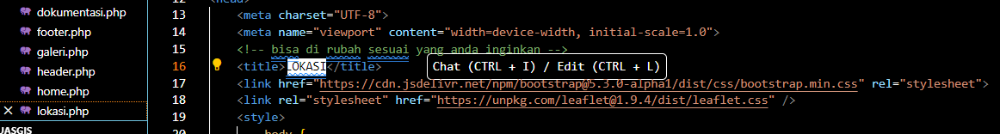 dokumentasi.php
footer.php
galeri.php
header.php
home.php
lokasi.php
UASGIS
12 <head>
13 <meta charset="UTF-8">
14 <meta name="viewport" content="width=device-width, initial-scale=1.0">
15 <!-- bisa di rubah sesuai yang anda inginkan -->
16 <title>LOKASI</title>
Chat (CTRL + I) / Edit (CTRL + L)
17 <link href="https://cdn.jsdelivr.net/npm/bootstrap@5.3.0-alpha1/dist/css/bootstrap.min.css" rel="stylesheet">
18 <link rel="stylesheet" href="https://unpkg.com/leaflet@1.9.4/dist/leaflet.css" />
19 <style>
20 body {